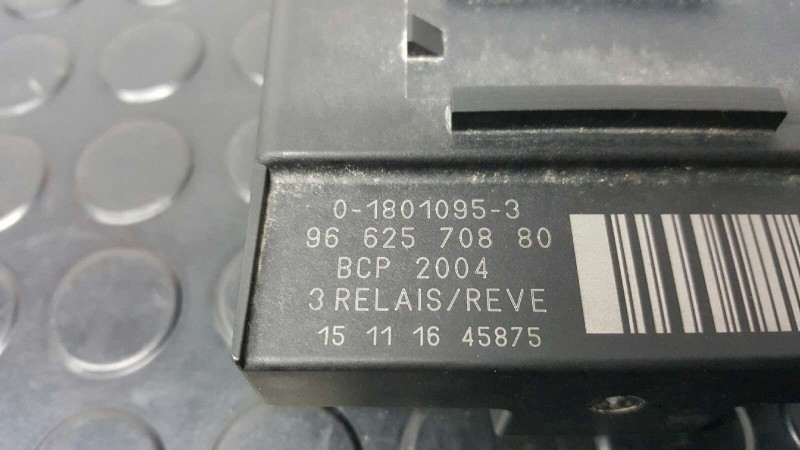 0-1801095-3
96 625 708 80
BCP 2004
3 RELAIS/REVE
15 11 16 45875